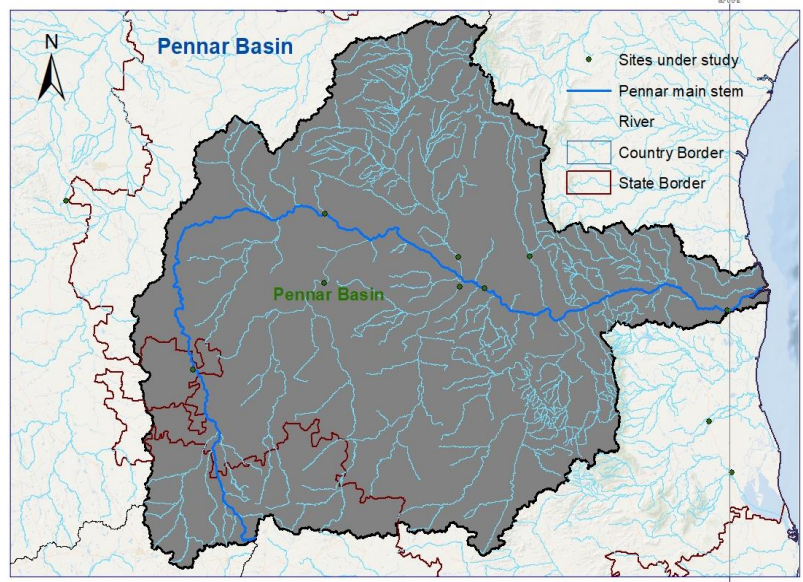 Pennar Basin
N
Sites under study
Pennar main stem
River
Country Border
State Border
Pennar Basin